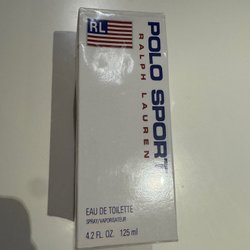 RL
POLO SPORT
RALPH LAUREN
EAU DE TOILETTE
SPRAY/VAPORISATEUR
4.2 FL. OZ. 125 ml